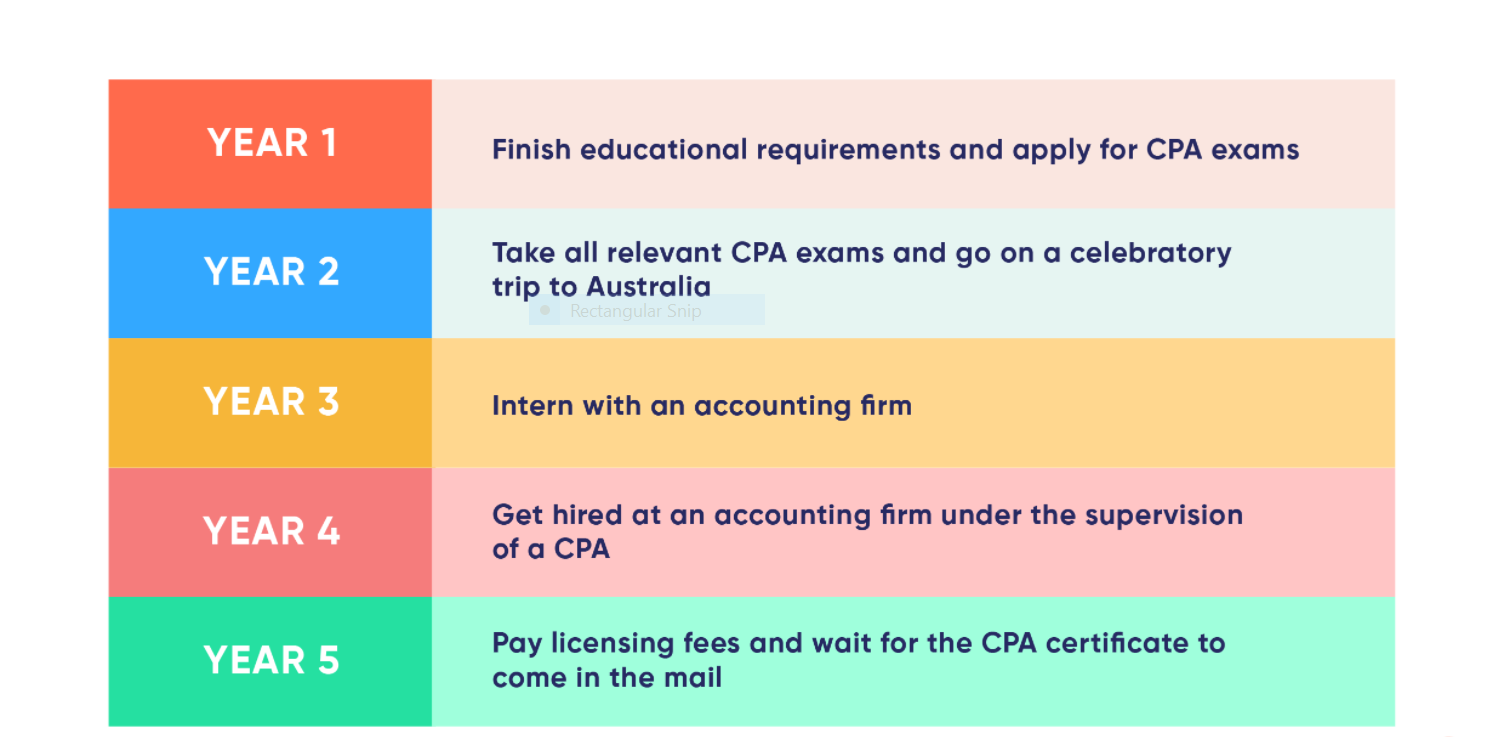 YEAR 1
Finish educational requirements and apply for CPA exams
YEAR 2
Take all relevant CPA exams and go on a celebratory
trip to Australia
Rectangular Snip
YEAR 3
Intern with an accounting firm
YEAR 4
Get hired at an accounting firm under the supervision
of a CPA
YEAR 5
Pay licensing fees and wait for the CPA certificate to
come in the mail